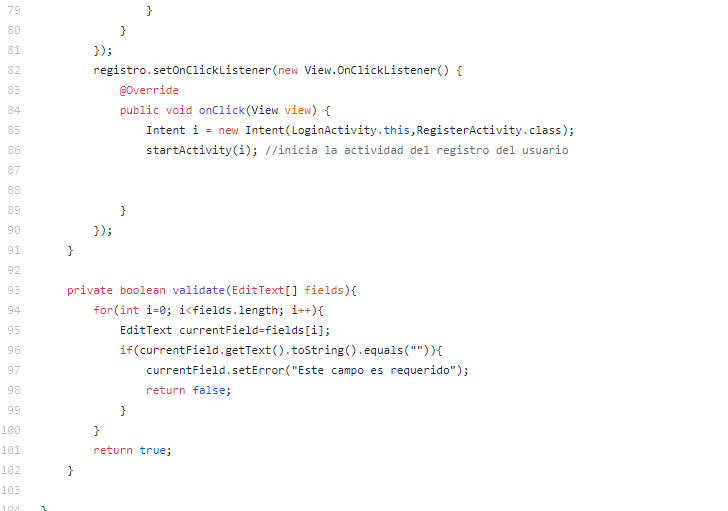 79 }
80 }
81 });
82 registro.setOnClickListener(new View.OnClickListener() {
83 @Override
84 public void onClick(View view) {
85 Intent i = new Intent(LoginActivity.this,RegisterActivity.class);
86 startActivity(i); //inicia la actividad del registro del usuario
87
88
89 }
90 });
91 }
92
93 private boolean validate(EditText[] fields){
94 for(int i=0; i<fields.length; i++){
95 EditText currentField=fields[i];
96 if(currentField.getText().toString().equals("")){
97 currentField.setError("Este campo es requerido");
98 return false;
99 }
100 }
101 return true;
102 }
103
104 }